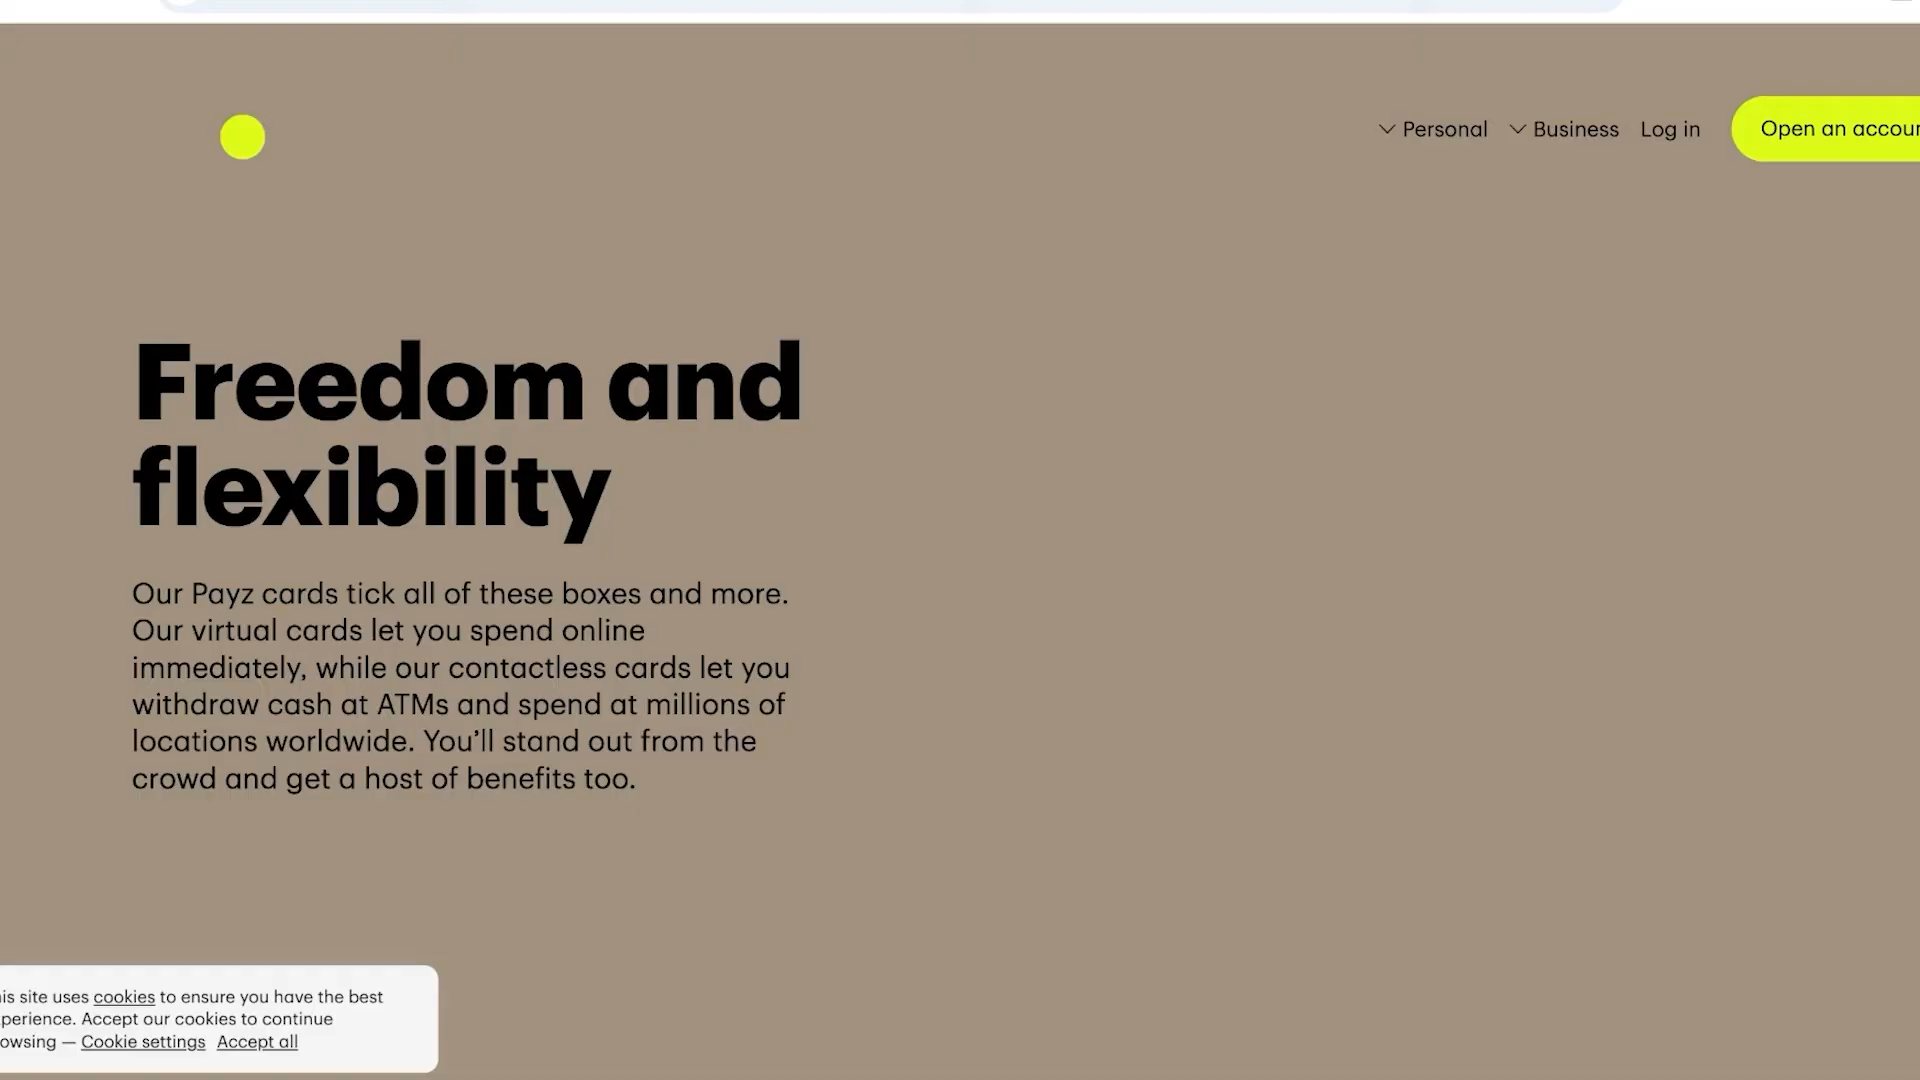 Personal
Business
Log in
Open an accour
Freedom and
flexibility
Our Payz cards tick all of these boxes and more.
Our virtual cards let you spend online
immediately, while our contactless cards let you
withdraw cash at ATMs and spend at millions of
locations worldwide. You’ll stand out from the
crowd and get a host of benefits too.
is site uses cookies to ensure you have the best
perience. Accept our cookies to continue
owsing — Cookie settings Accept all